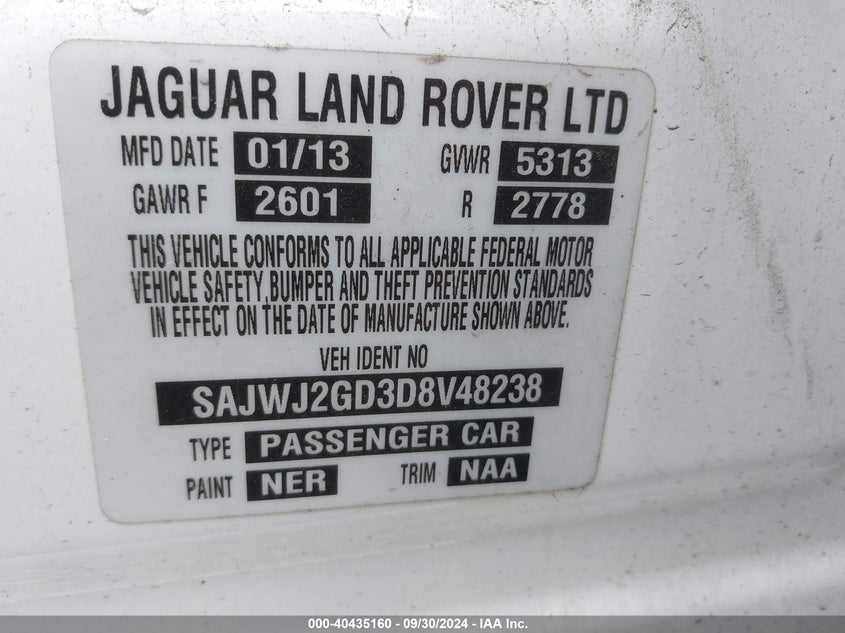 JAGUAR LAND ROVER LTD
MFD DATE 01/13 GVWR 5313
GAWR F 2601 R 2778
THIS VEHICLE CONFORMS TO ALL APPLICABLE FEDERAL MOTOR
VEHICLE SAFETY, BUMPER AND THEFT PREVENTION STANDARDS
IN EFFECT ON THE DATE OF MANUFACTURE SHOWN ABOVE.
VEH IDENT NO
SAJWJ2GD3D8V48238
TYPE PASSENGER CAR
PAINT NER TRIM NAA
000-40435160 - 09/30/2024 - IAA Inc.